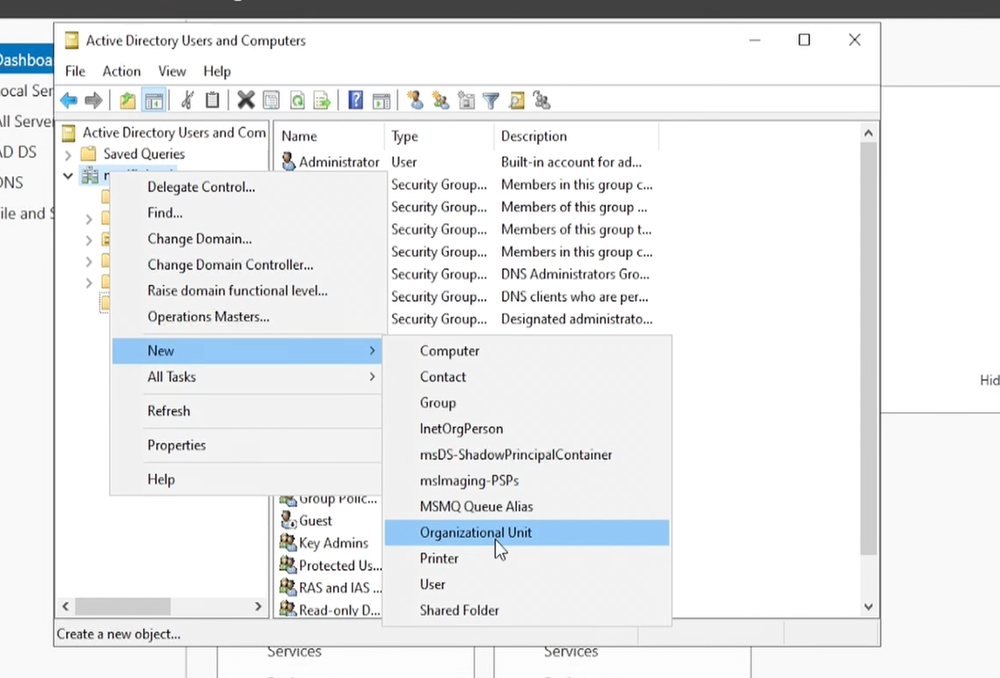 Active Directory Users and Computers
File Action View Help
Active Directory Users and Com
Saved Queries
Name Type Description
Administrator User Built-in account for ad...
Security Group... Members in this group c...
Security Group... Members of this group ...
Security Group... Members of this group t...
Security Group... Members in this group c...
Security Group... DNS Administrators Gro...
Security Group... DNS clients who are per...
Security Group... Designated administrato...
Delegate Control...
Find...
Change Domain...
Change Domain Controller...
Raise domain functional level...
Operations Masters...
New
All Tasks
Refresh
Properties
Help
Computer
Contact
Group
InetOrgPerson
msDS-ShadowPrincipalContainer
msImaging-PSPs
MSMQ Queue Alias
Organizational Unit
Printer
User
Shared Folder
Group Polic...
Guest
Key Admins
Protected Us...
RAS and IAS ...
Read-only D...
Create a new object...
Dashboa
ocal Ser
All Server
AD DS
DNS
ile and S
Hid
Services Services